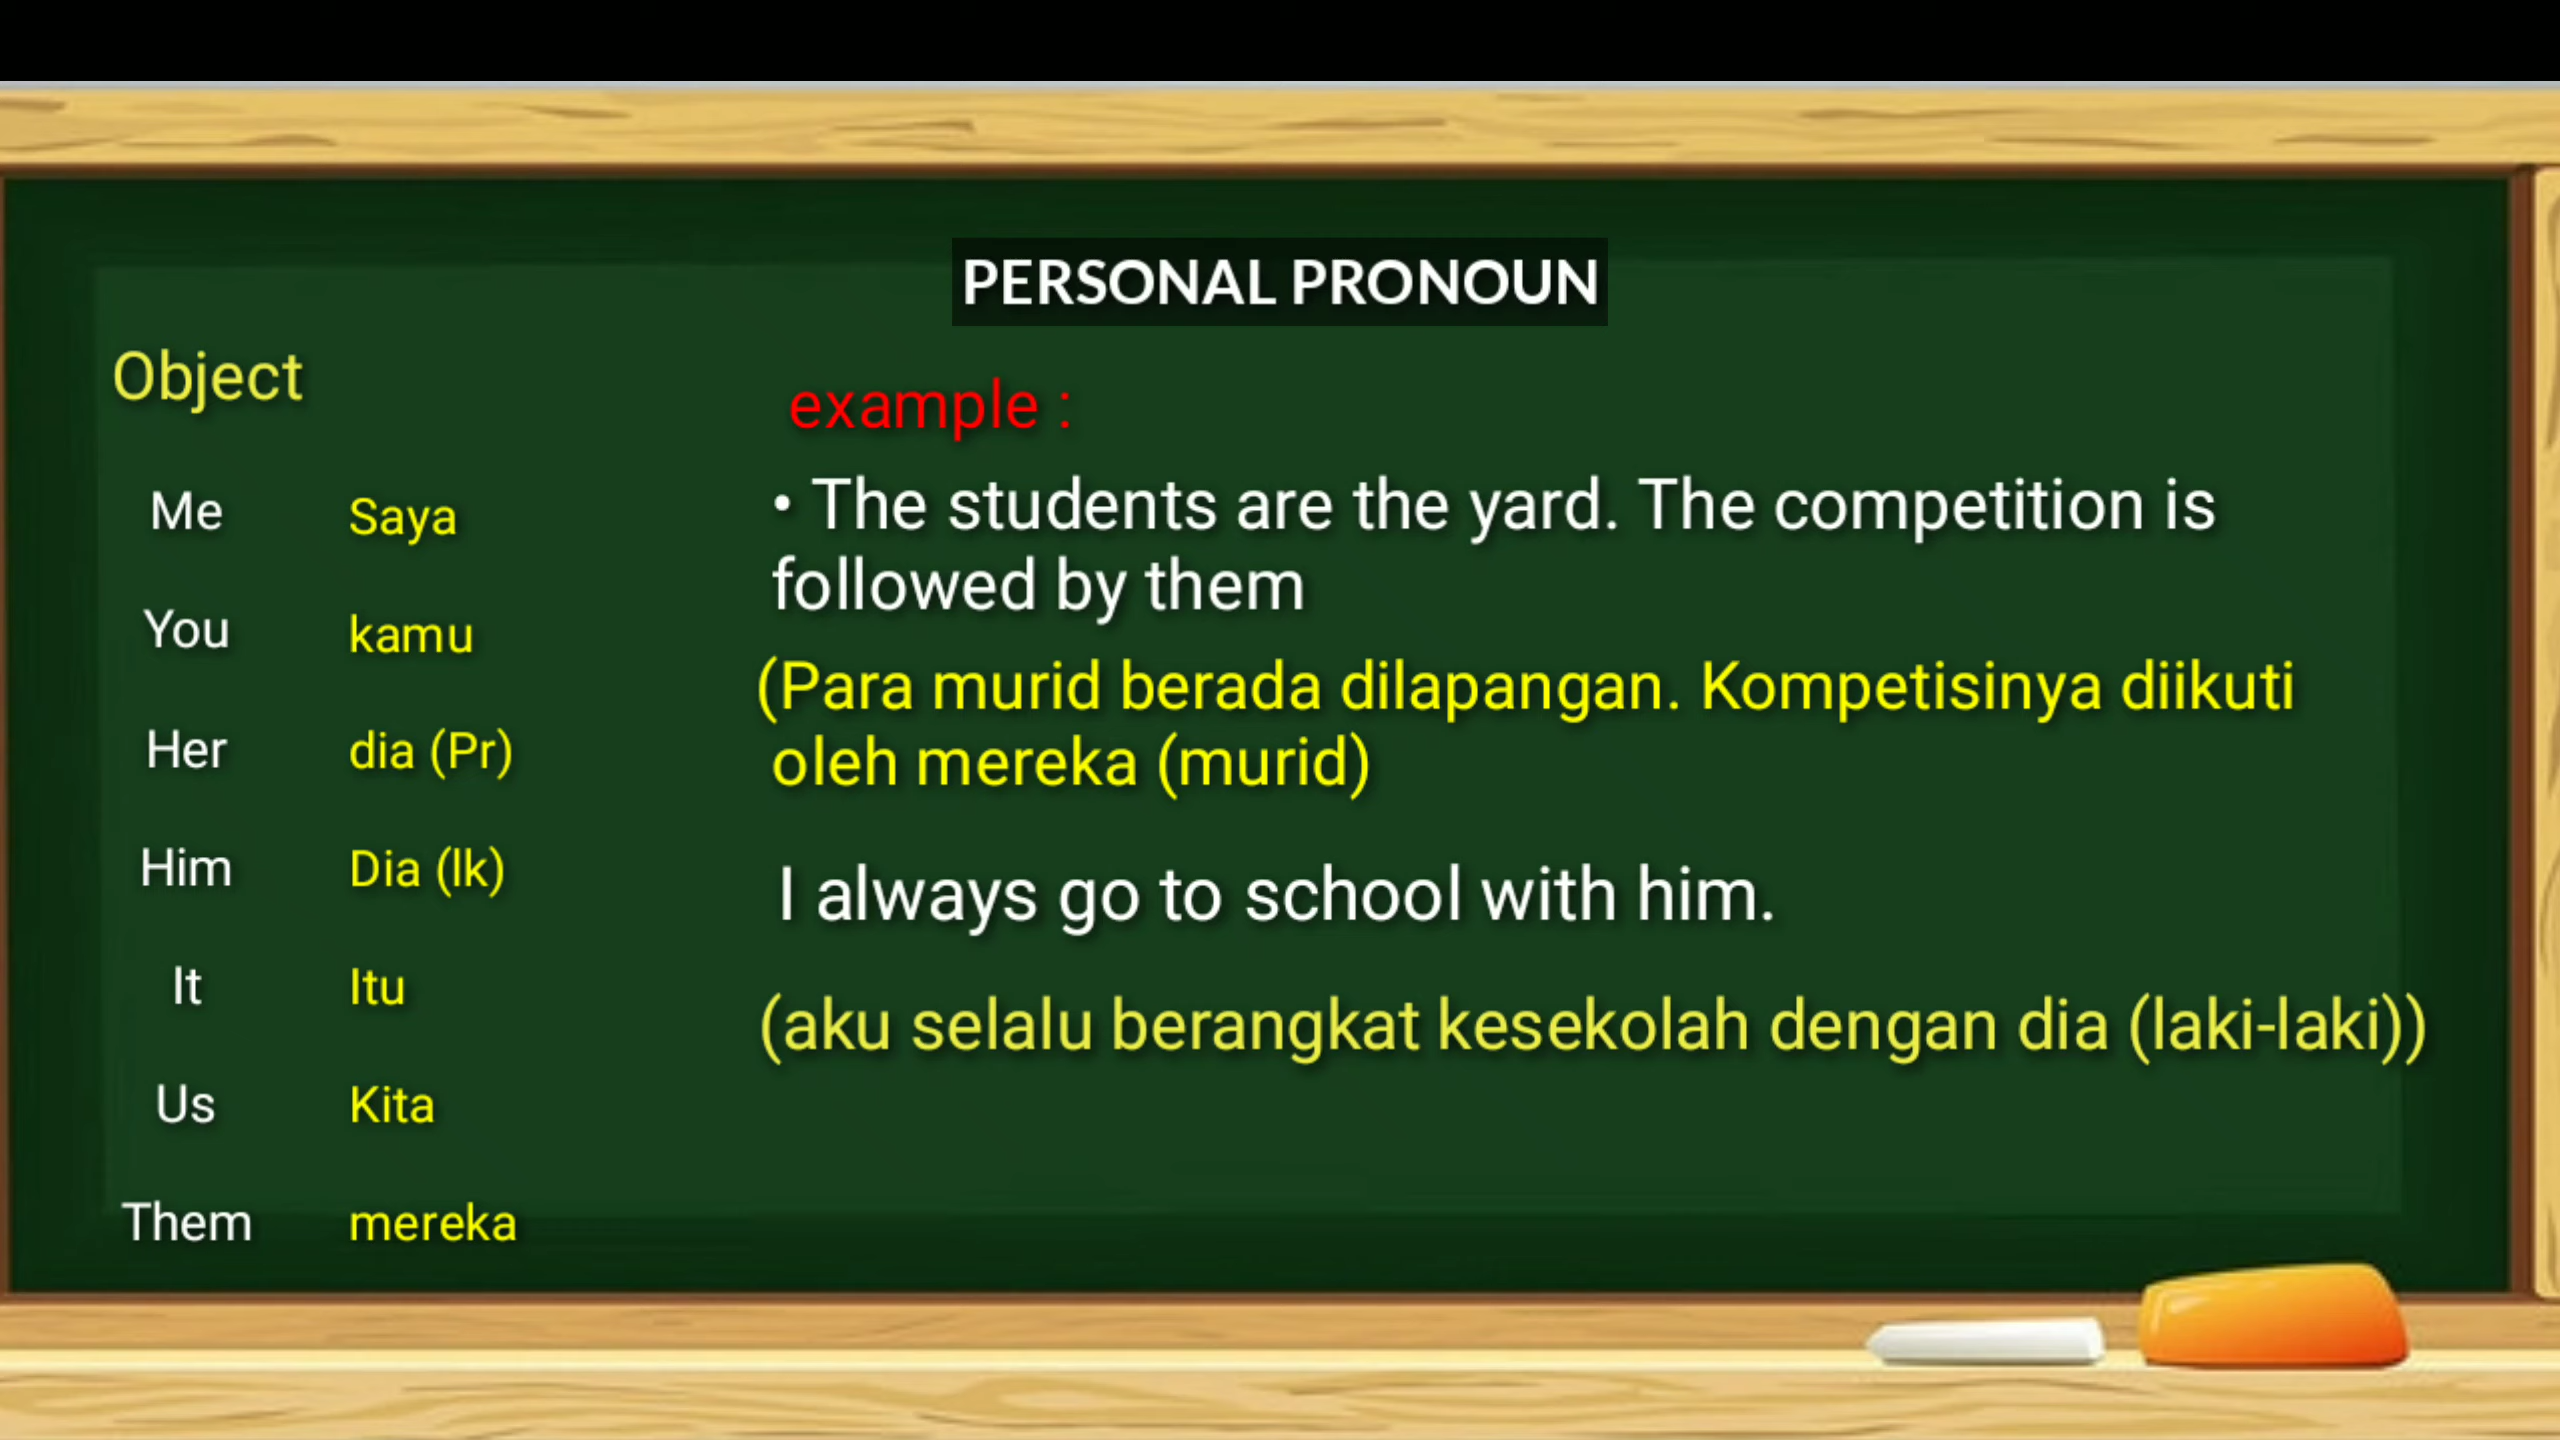 PERSONAL PRONOUN
Object
Me Saya
You kamu
Her dia (Pr)
Him Dia (lk)
It Itu
Us Kita
Them mereka
example :
• The students are the yard. The competition is
followed by them
(Para murid berada dilapangan. Kompetisinya diikuti
oleh mereka (murid)
I always go to school with him.
(aku selalu berangkat kesekolah dengan dia (laki-laki))